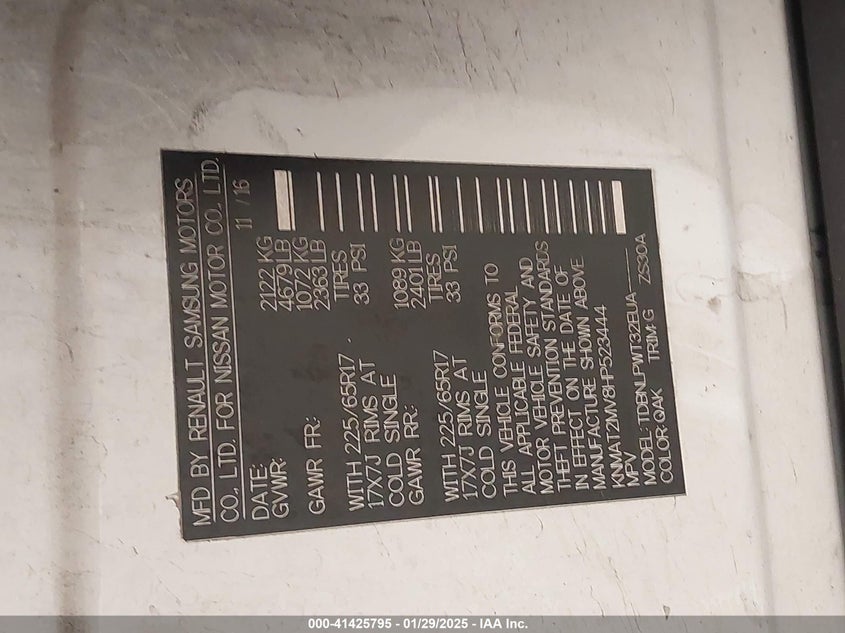 MFD BY RENAULT SAMSUNG MOTORS
CO. LTD. FOR NISSAN MOTOR CO. LTD.
DATE: 11 / 16
GVWR: 2122 KG
4679 LB
GAWR FR: 1072 KG
2363 LB
WITH 225/65R17 TIRES
17X7J RIMS AT 33 PSI
COLD SINGLE
GAWR RR: 1089 KG
2401 LB
WITH 225/65R17 TIRES
17X7J RIMS AT 33 PSI
COLD SINGLE
THIS VEHICLE CONFORMS TO
ALL APPLICABLE FEDERAL
MOTOR VEHICLE SAFETY AND
THEFT PREVENTION STANDARDS
IN EFFECT ON THE DATE OF
MANUFACTURE SHOWN ABOVE
KNMAT2MV8HP523444
MPV
MODEL: TDBNLPWT32EUA
COLOR: QAK TRIM: G ZS30A
000-41425795 - 01/29/2025 - IAA Inc.